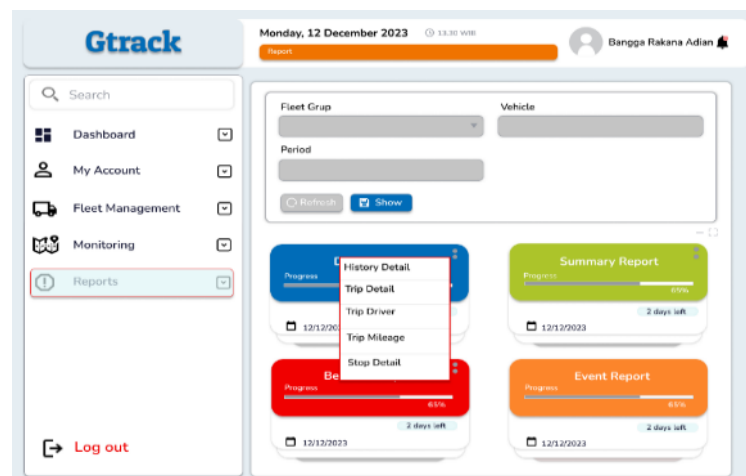 Gtrack
Monday, 12 December 2023 13.30 WIB
Report
Bangga Rakana Adian
Search
Dashboard
My Account
Fleet Management
Monitoring
Reports
Log out
Fleet Grup
Vehicle
Period
Refresh
Show
D
Progress
12/12/20
History Detail
Trip Detail
Trip Driver
Trip Mileage
Stop Detail
Summary Report
Progress
65%
2 days left
12/12/2023
Be
Progress
65%
2 days left
12/12/2023
Event Report
Progress
65%
2 days left
12/12/2023